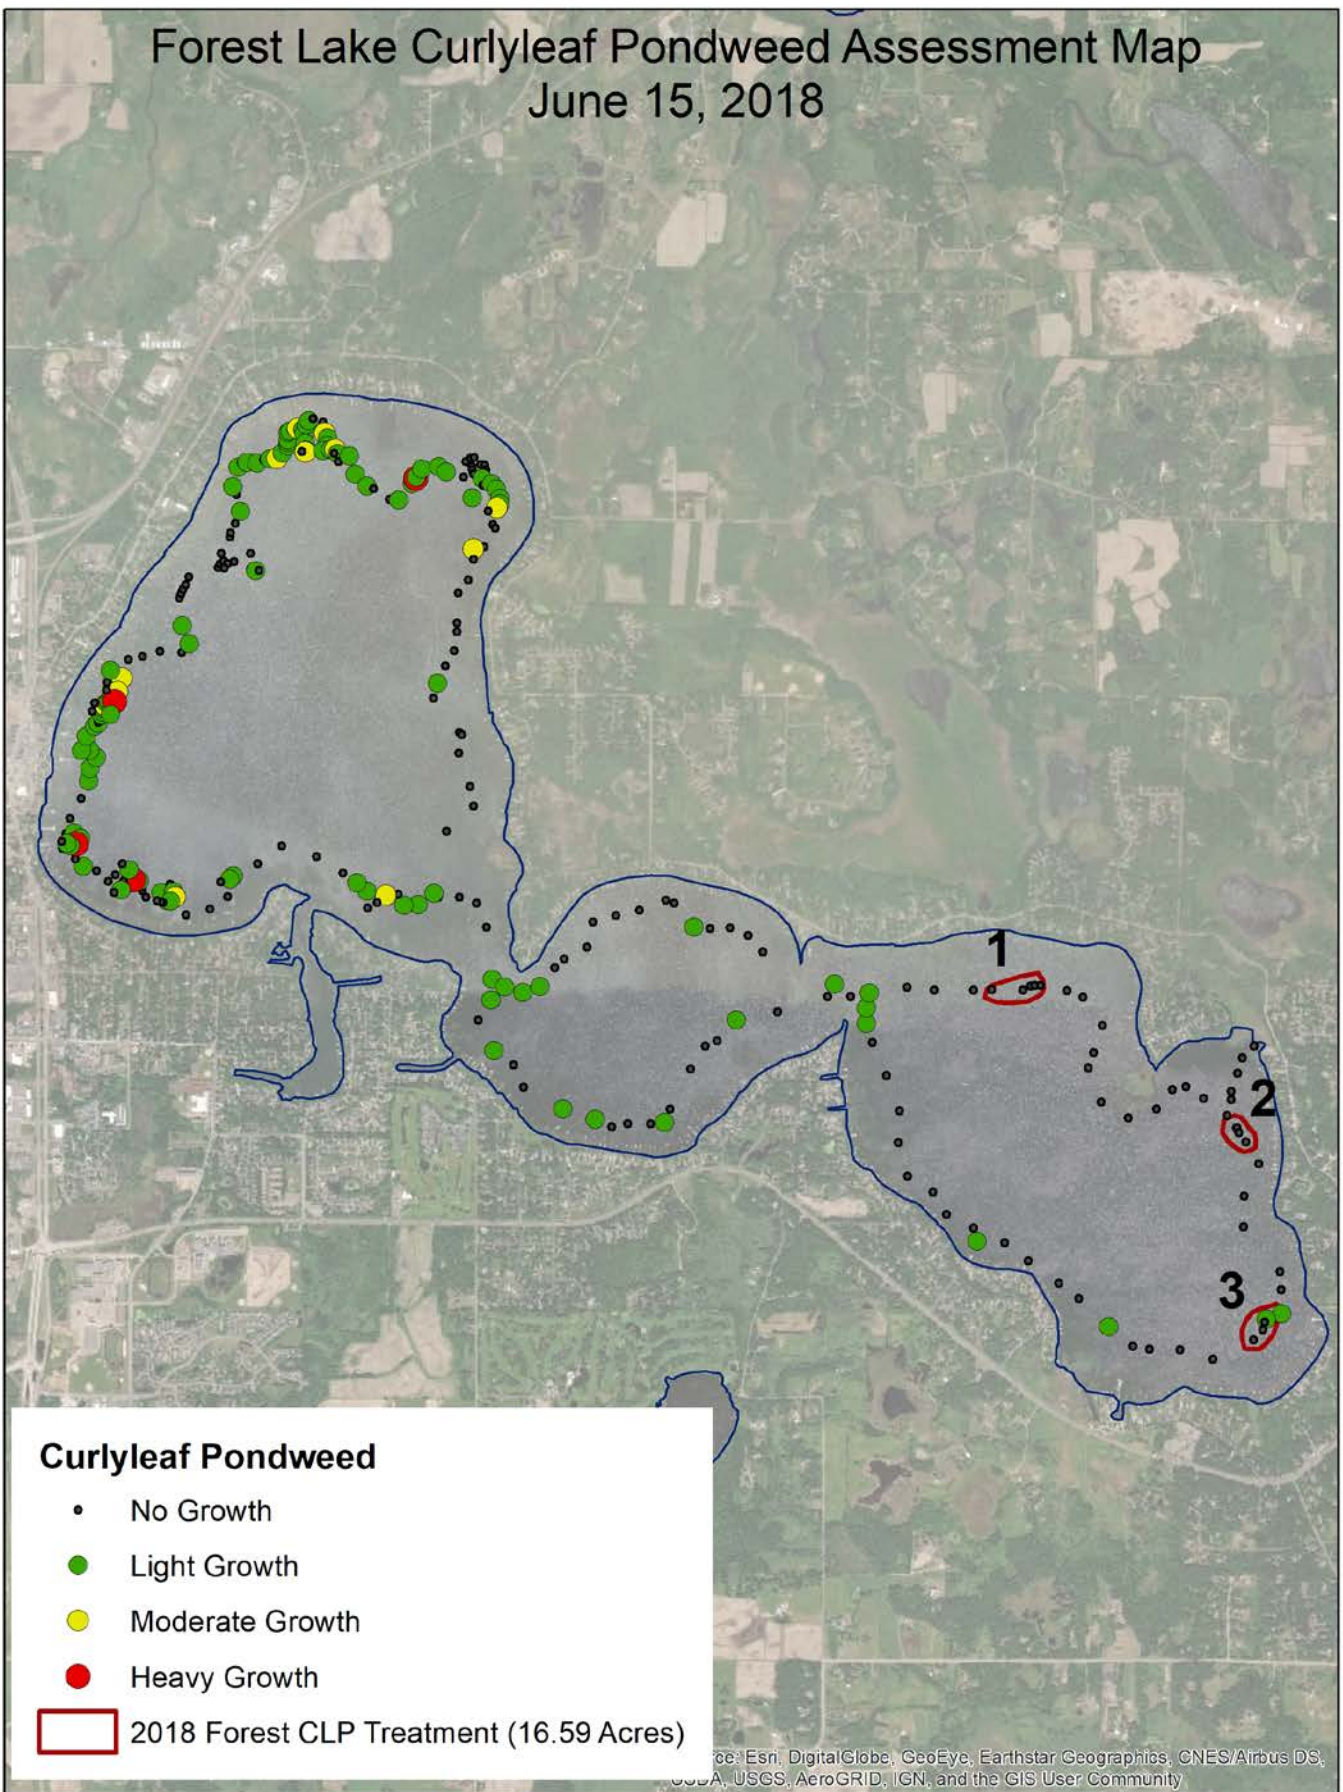 Forest Lake Curlyleaf Pondweed Assessment Map
June 15, 2018
1
2
3
Curlyleaf Pondweed
No Growth
Light Growth
Moderate Growth
Heavy Growth
2018 Forest CLP Treatment (16.59 Acres)
Esri, DigitalGlobe, GeoEye, Earthstar Geographics, CNES/Airbus DS,
USGS, AeroGRID, IGN, and the GIS User Community